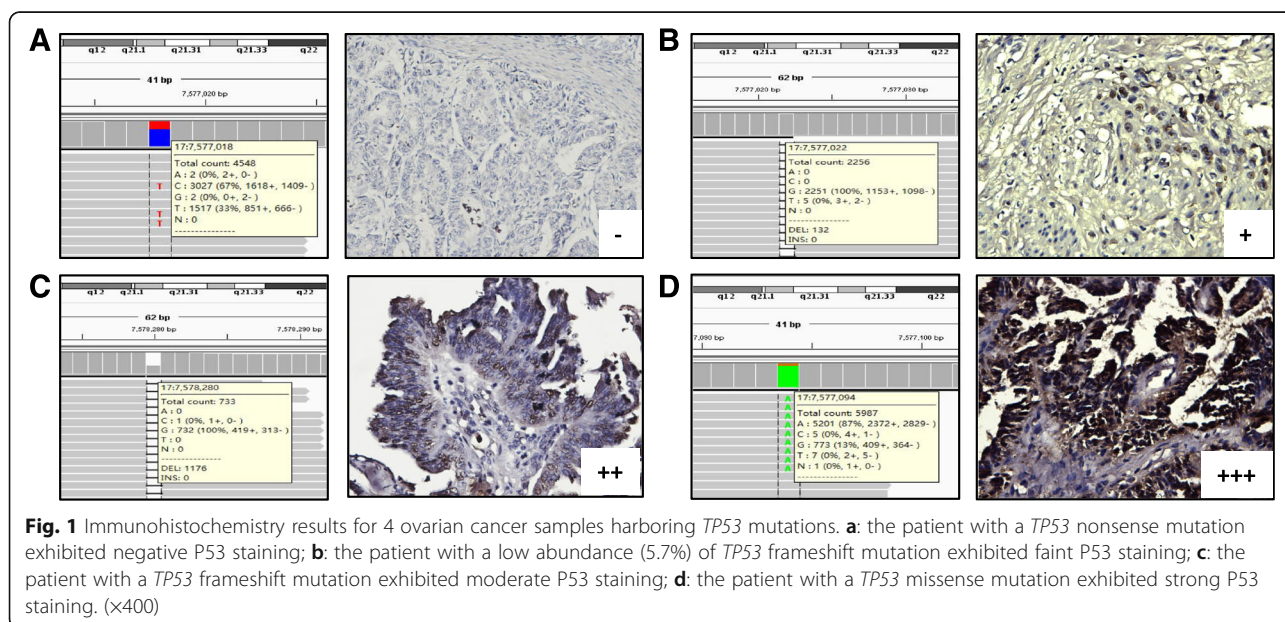 A
q12 q21.1 q21.31 q21.33 q22
41 bp
7,577,020 bp
17:7,577,018
Total count: 4548
A : 2 (0%, 2+, 0- )
C : 3027 (67%, 1618+, 1409- )
G : 2 (0%, 0+, 2- )
T : 1517 (33%, 851+, 666- )
N : 0
---------------
T
T
T
-
B
q12 q21.1 q21.31 q21.33 q22
62 bp
7,577,020 bp 7,577,030 bp
17:7,577,022
Total count: 2256
A : 0
C : 0
G : 2251 (100%, 1153+, 1098- )
T : 5 (0%, 3+, 2- )
N : 0
---------------
DEL: 132
INS: 0
+
C
q12 q21.1 q21.31 q21.33 q22
62 bp
7,578,280 bp 7,578,290 bp
17:7,578,280
Total count: 733
A : 0
C : 1 (0%, 1+, 0- )
G : 732 (100%, 419+, 313- )
T : 0
N : 0
---------------
DEL: 1176
INS: 0
++
D
q12 q21.1 q21.31 q21.33 q22
41 bp
7,090 bp 7,577,100 bp
17:7,577,094
Total count: 5987
A : 5201 (87%, 2372+, 2829- )
C : 5 (0%, 4+, 1- )
G : 773 (13%, 409+, 364- )
T : 7 (0%, 2+, 5- )
N : 1 (0%, 1+, 0- )
---------------
A
A
A
A
A
A
A
A
+++
Fig. 1 Immunohistochemistry results for 4 ovarian cancer samples harboring TP53 mutations. a: the patient with a TP53 nonsense mutation
exhibited negative P53 staining; b: the patient with a low abundance (5.7%) of TP53 frameshift mutation exhibited faint P53 staining; c: the
patient with a TP53 frameshift mutation exhibited moderate P53 staining; d: the patient with a TP53 missense mutation exhibited strong P53
staining. (×400)